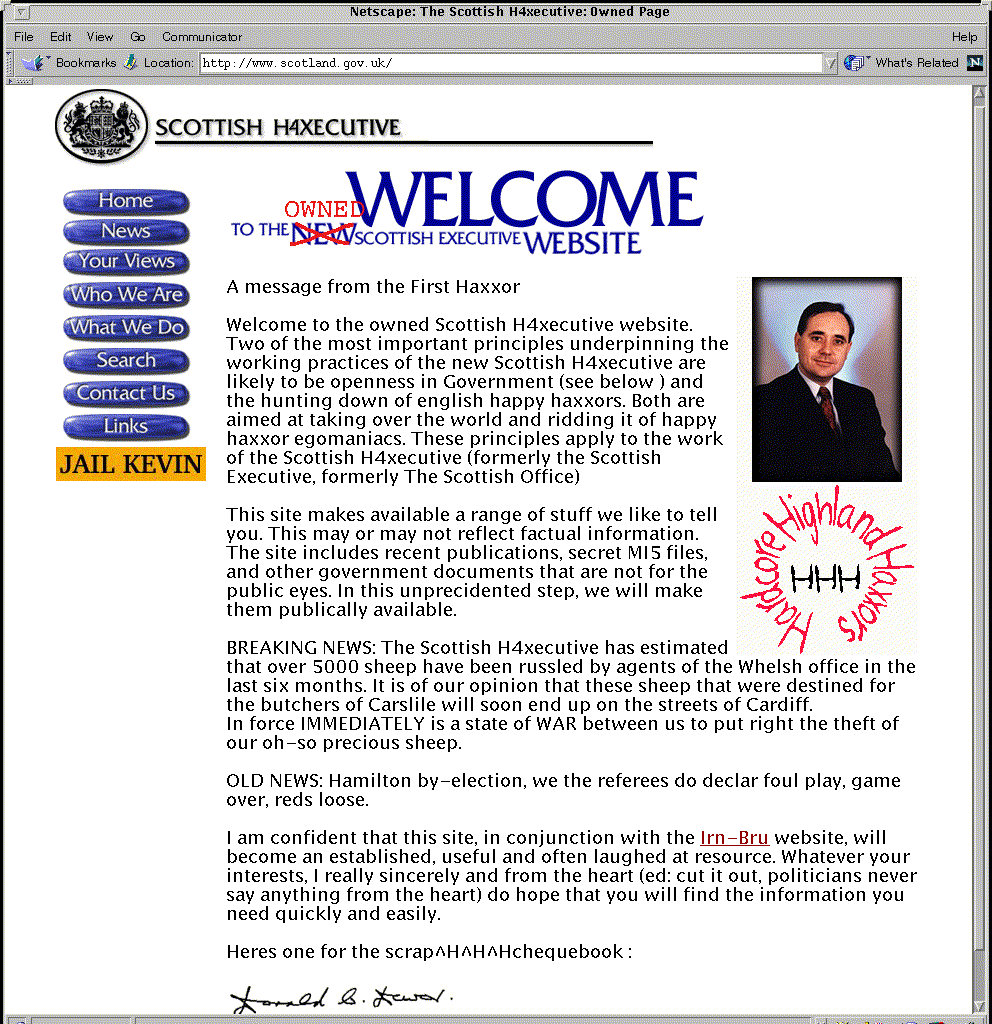 Netscape: The Scottish H4xecutive: Owned Page
File Edit View Go Communicator Help
Bookmarks Location: http://www.scotland.gov.uk/ What's Related N
SCOTTISH H4XECUTIVE
Home
News
Your Views
Who We Are
What We Do
Search
Contact Us
Links
JAIL KEVIN
WELCOME
OWNED
TO THE NEW SCOTTISH EXECUTIVE WEBSITE
A message from the First Haxxor
Welcome to the owned Scottish H4xecutive website.
Two of the most important principles underpinning the
working practices of the new Scottish H4xecutive are
likely to be openness in Government (see below ) and
the hunting down of english happy haxxors. Both are
aimed at taking over the world and ridding it of happy
haxxor egomaniacs. These principles apply to the work
of the Scottish H4xecutive (formerly the Scottish
Executive, formerly The Scottish Office)
This site makes available a range of stuff we like to tell
you. This may or may not reflect factual information.
The site includes recent publications, secret MI5 files,
and other government documents that are not for the
public eyes. In this unprecidented step, we will make
them publically available.
Hardcore Highland Haxxors
HHH
BREAKING NEWS: The Scottish H4xecutive has estimated
that over 5000 sheep have been russled by agents of the Whelsh office in the
last six months. It is of our opinion that these sheep that were destined for
the butchers of Carslile will soon end up on the streets of Cardiff.
In force IMMEDIATELY is a state of WAR between us to put right the theft of
our oh-so precious sheep.
OLD NEWS: Hamilton by-election, we the referees do declar foul play, game
over, reds loose.
I am confident that this site, in conjunction with the Irn-Bru website, will
become an established, useful and often laughed at resource. Whatever your
interests, I really sincerely and from the heart (ed: cut it out, politicians never
say anything from the heart) do hope that you will find the information you
need quickly and easily.
Heres one for the scrap^H^H^Hchequebook :
Donald C. Dewar.